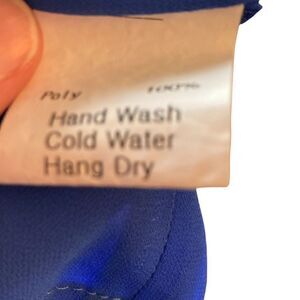 Poly 100%
Hand Wash
Cold Water
Hang Dry